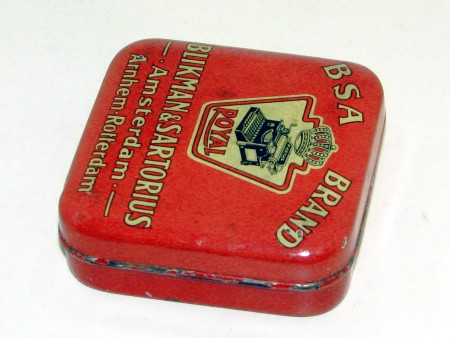 BSA BRAND
ROYAL
BLIKMAN & SARTORIUS
— · Amsterdam · —
Arnhem-Rotterdam